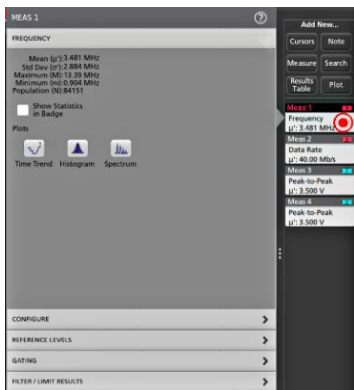 MEAS 1
?
FREQUENCY
Mean (µ'):3.481 MHz
Std Dev (σ'):2.884 MHz
Maximum (M):13.39 MHz
Minimum (m):0.904 MHz
Population (N):84151
Show Statistics
in Badge
Plots
Time Trend Histogram Spectrum
CONFIGURE
REFERENCE LEVELS
GATING
FILTER / LIMIT RESULTS
Add New...
Cursors Note
Measure Search
Results
Table Plot
Meas 1
Frequency
µ': 3.481 MHz
Meas 2
Data Rate
µ': 40.00 Mb/s
Meas 3
Peak-to-Peak
µ': 3.500 V
Meas 4
Peak-to-Peak
µ': 3.500 V